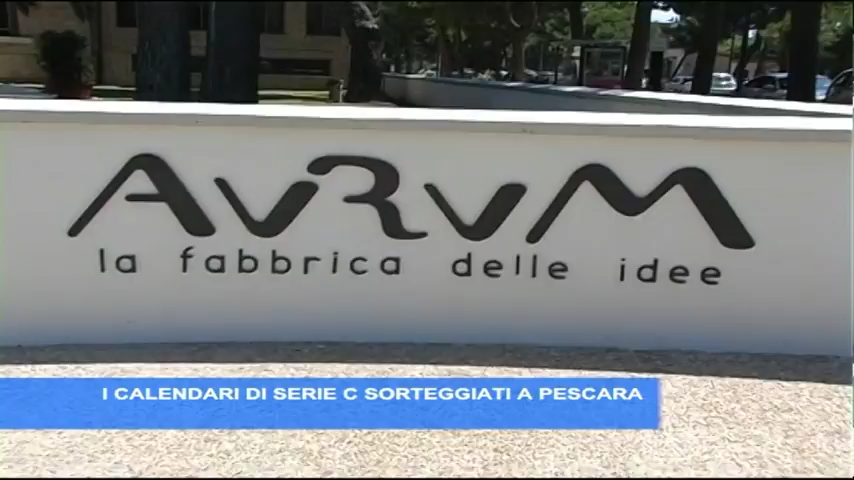 AVRVM
la fabbrica delle idee
I CALENDARI DI SERIE C SORTEGGIATI A PESCARA